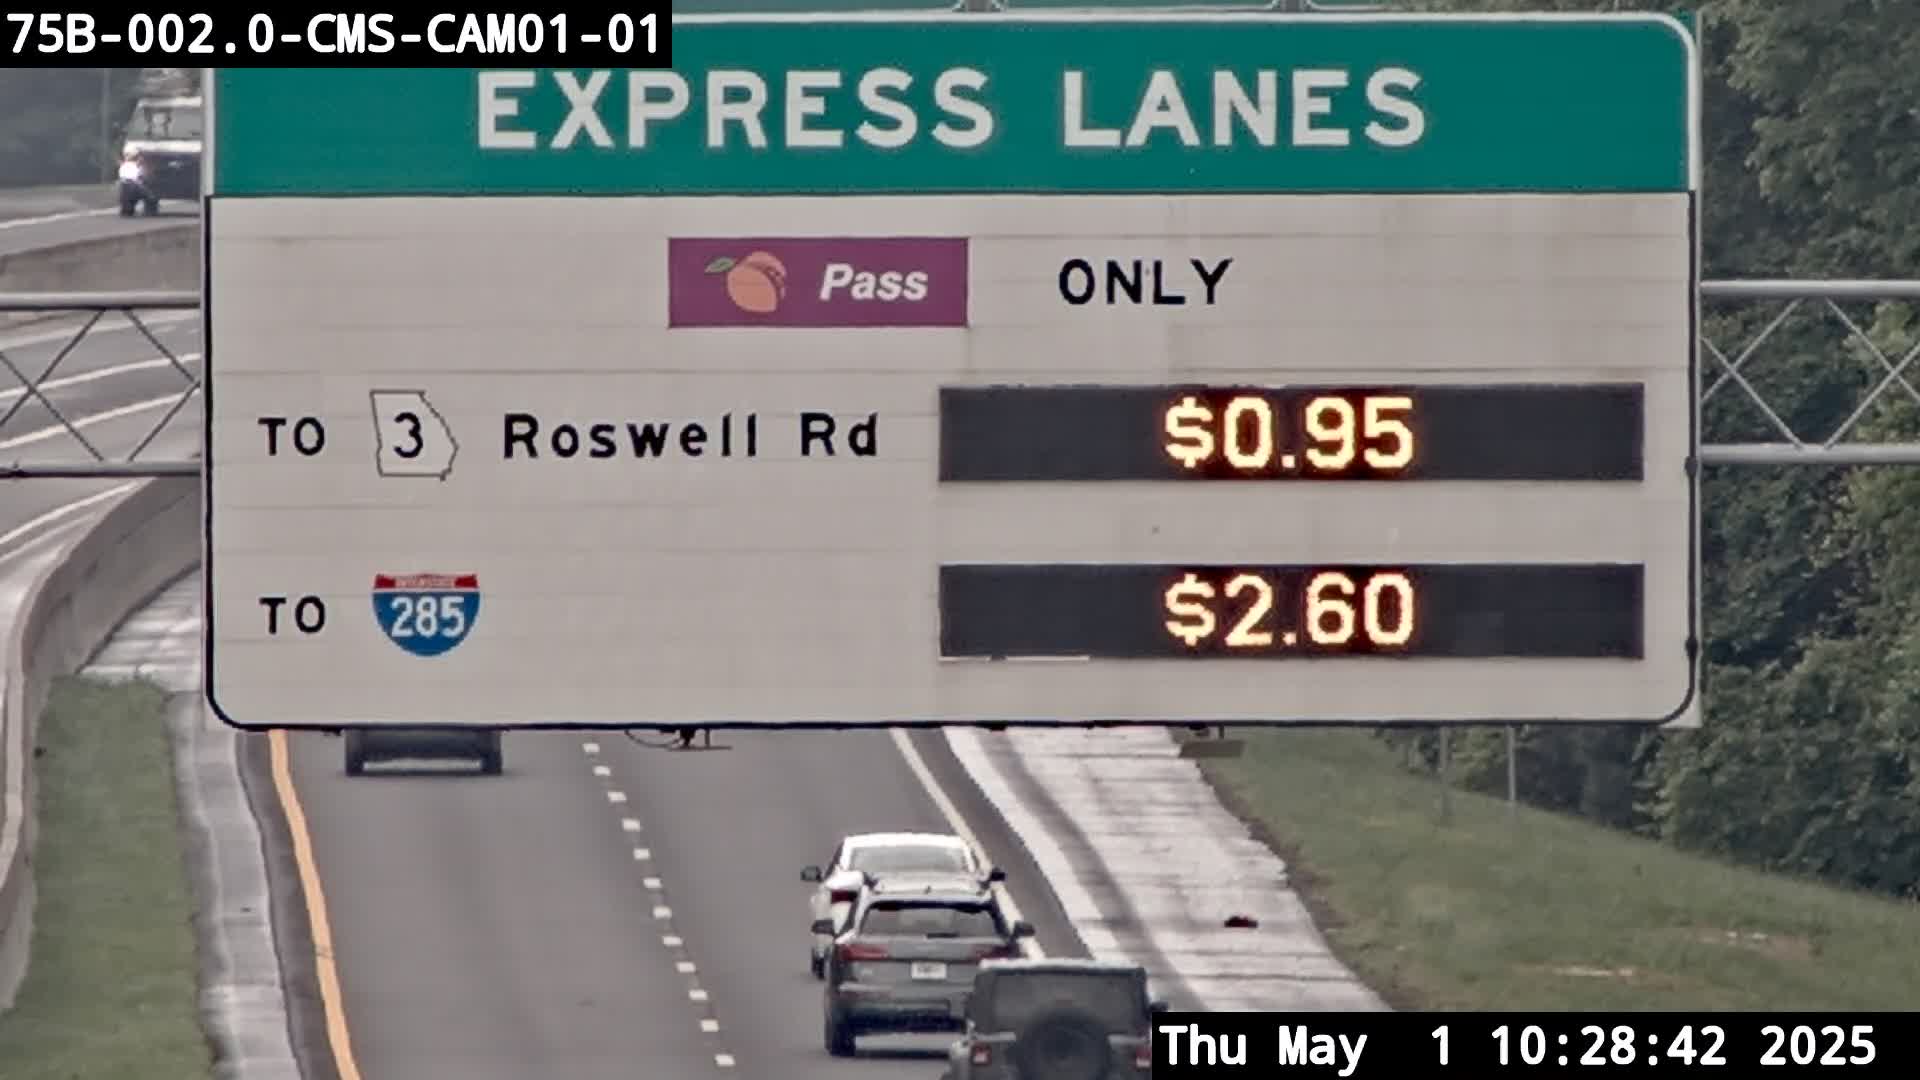 75B-002.0-CMS-CAM01-01
EXPRESS LANES
Pass ONLY
TO 3 Roswell Rd $0.95
INTERSTATE
TO 285 $2.60
Thu May 1 10:28:42 2025